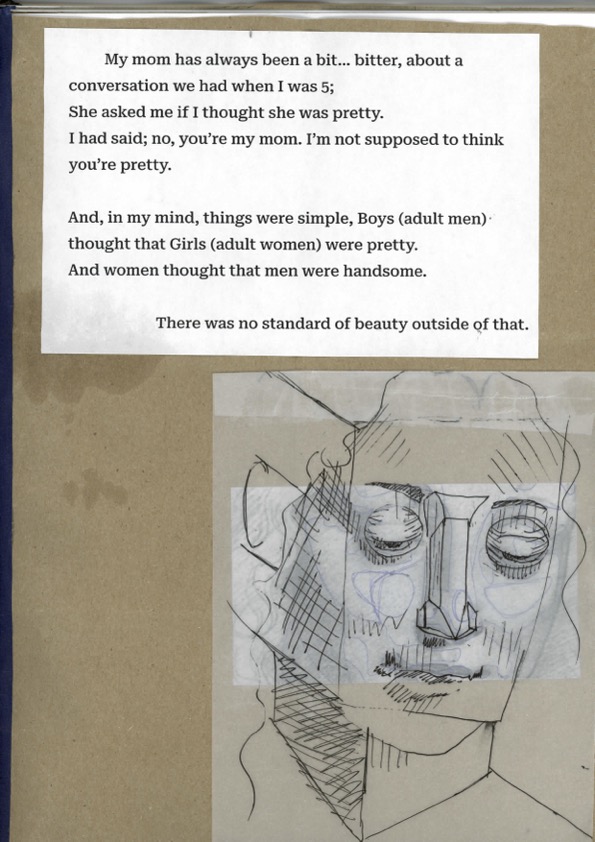 My mom has always been a bit... bitter, about a
conversation we had when I was 5;
She asked me if I thought she was pretty.
I had said; no, you’re my mom. I’m not supposed to think
you’re pretty.
And, in my mind, things were simple, Boys (adult men)
thought that Girls (adult women) were pretty.
And women thought that men were handsome.
There was no standard of beauty outside of that.